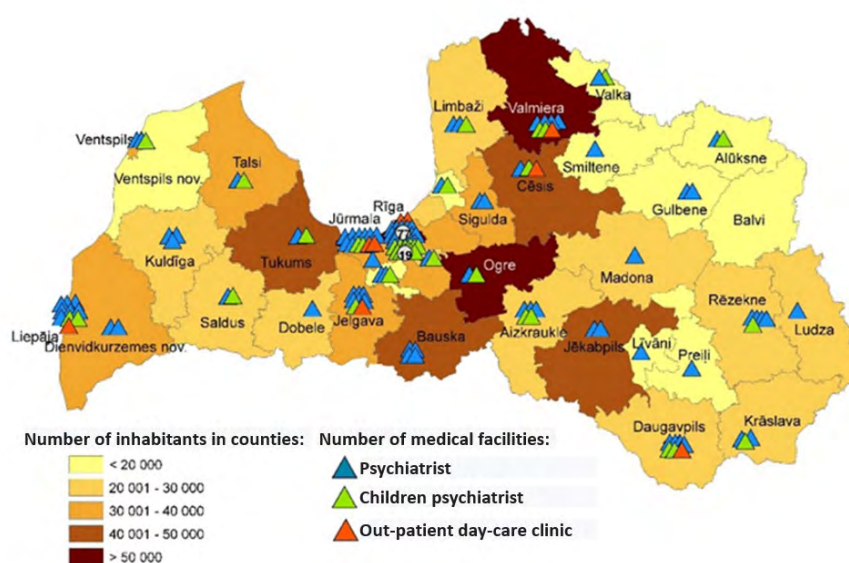 Limbaži
Valmiera
Valka
Ventspils
Talsi
Smiltene
Alūksne
Ventspils nov.
Cēsis
Rīga
Jūrmala
Sigulda
Gulbene
Balvi
77
19
Kuldīga
Tukums
Ogre
Madona
Rēzekne
Ludza
Saldus
Dobele
Jelgava
Aizkraukle
Liepāja
Dienvidkurzemes nov.
Bauska
Jēkabpils
Līvāni
Preiļi
Daugavpils
Krāslava
Number of inhabitants in counties:
< 20 000
20 001 - 30 000
30 001 - 40 000
40 001 - 50 000
> 50 000
Number of medical facilities:
Psychiatrist
Children psychiatrist
Out-patient day-care clinic